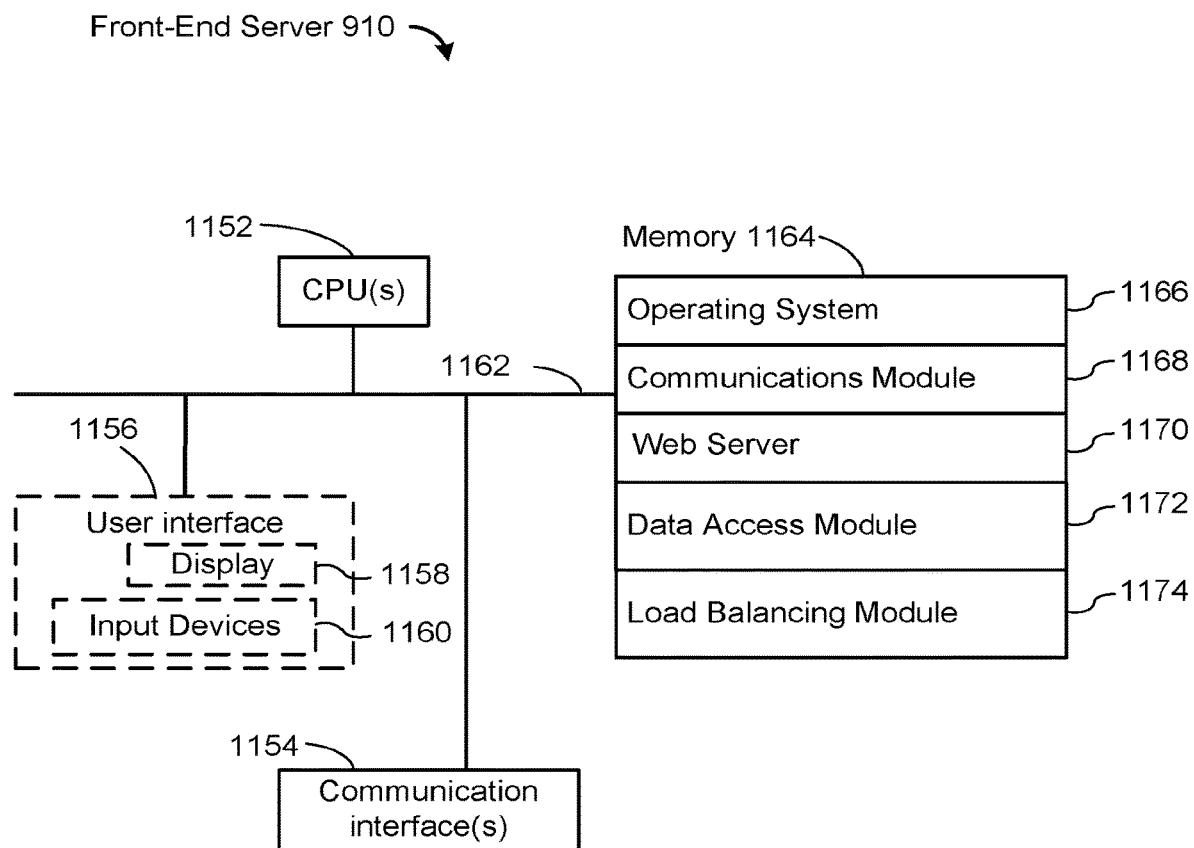 Front-End Server 910
1152
CPU(s)
Memory 1164
Operating System
1166
1162
Communications Module
1168
Web Server
1170
1156
User interface
Display
1158
Input Devices
1160
Data Access Module
1172
Load Balancing Module
1174
1154
Communication
interface(s)